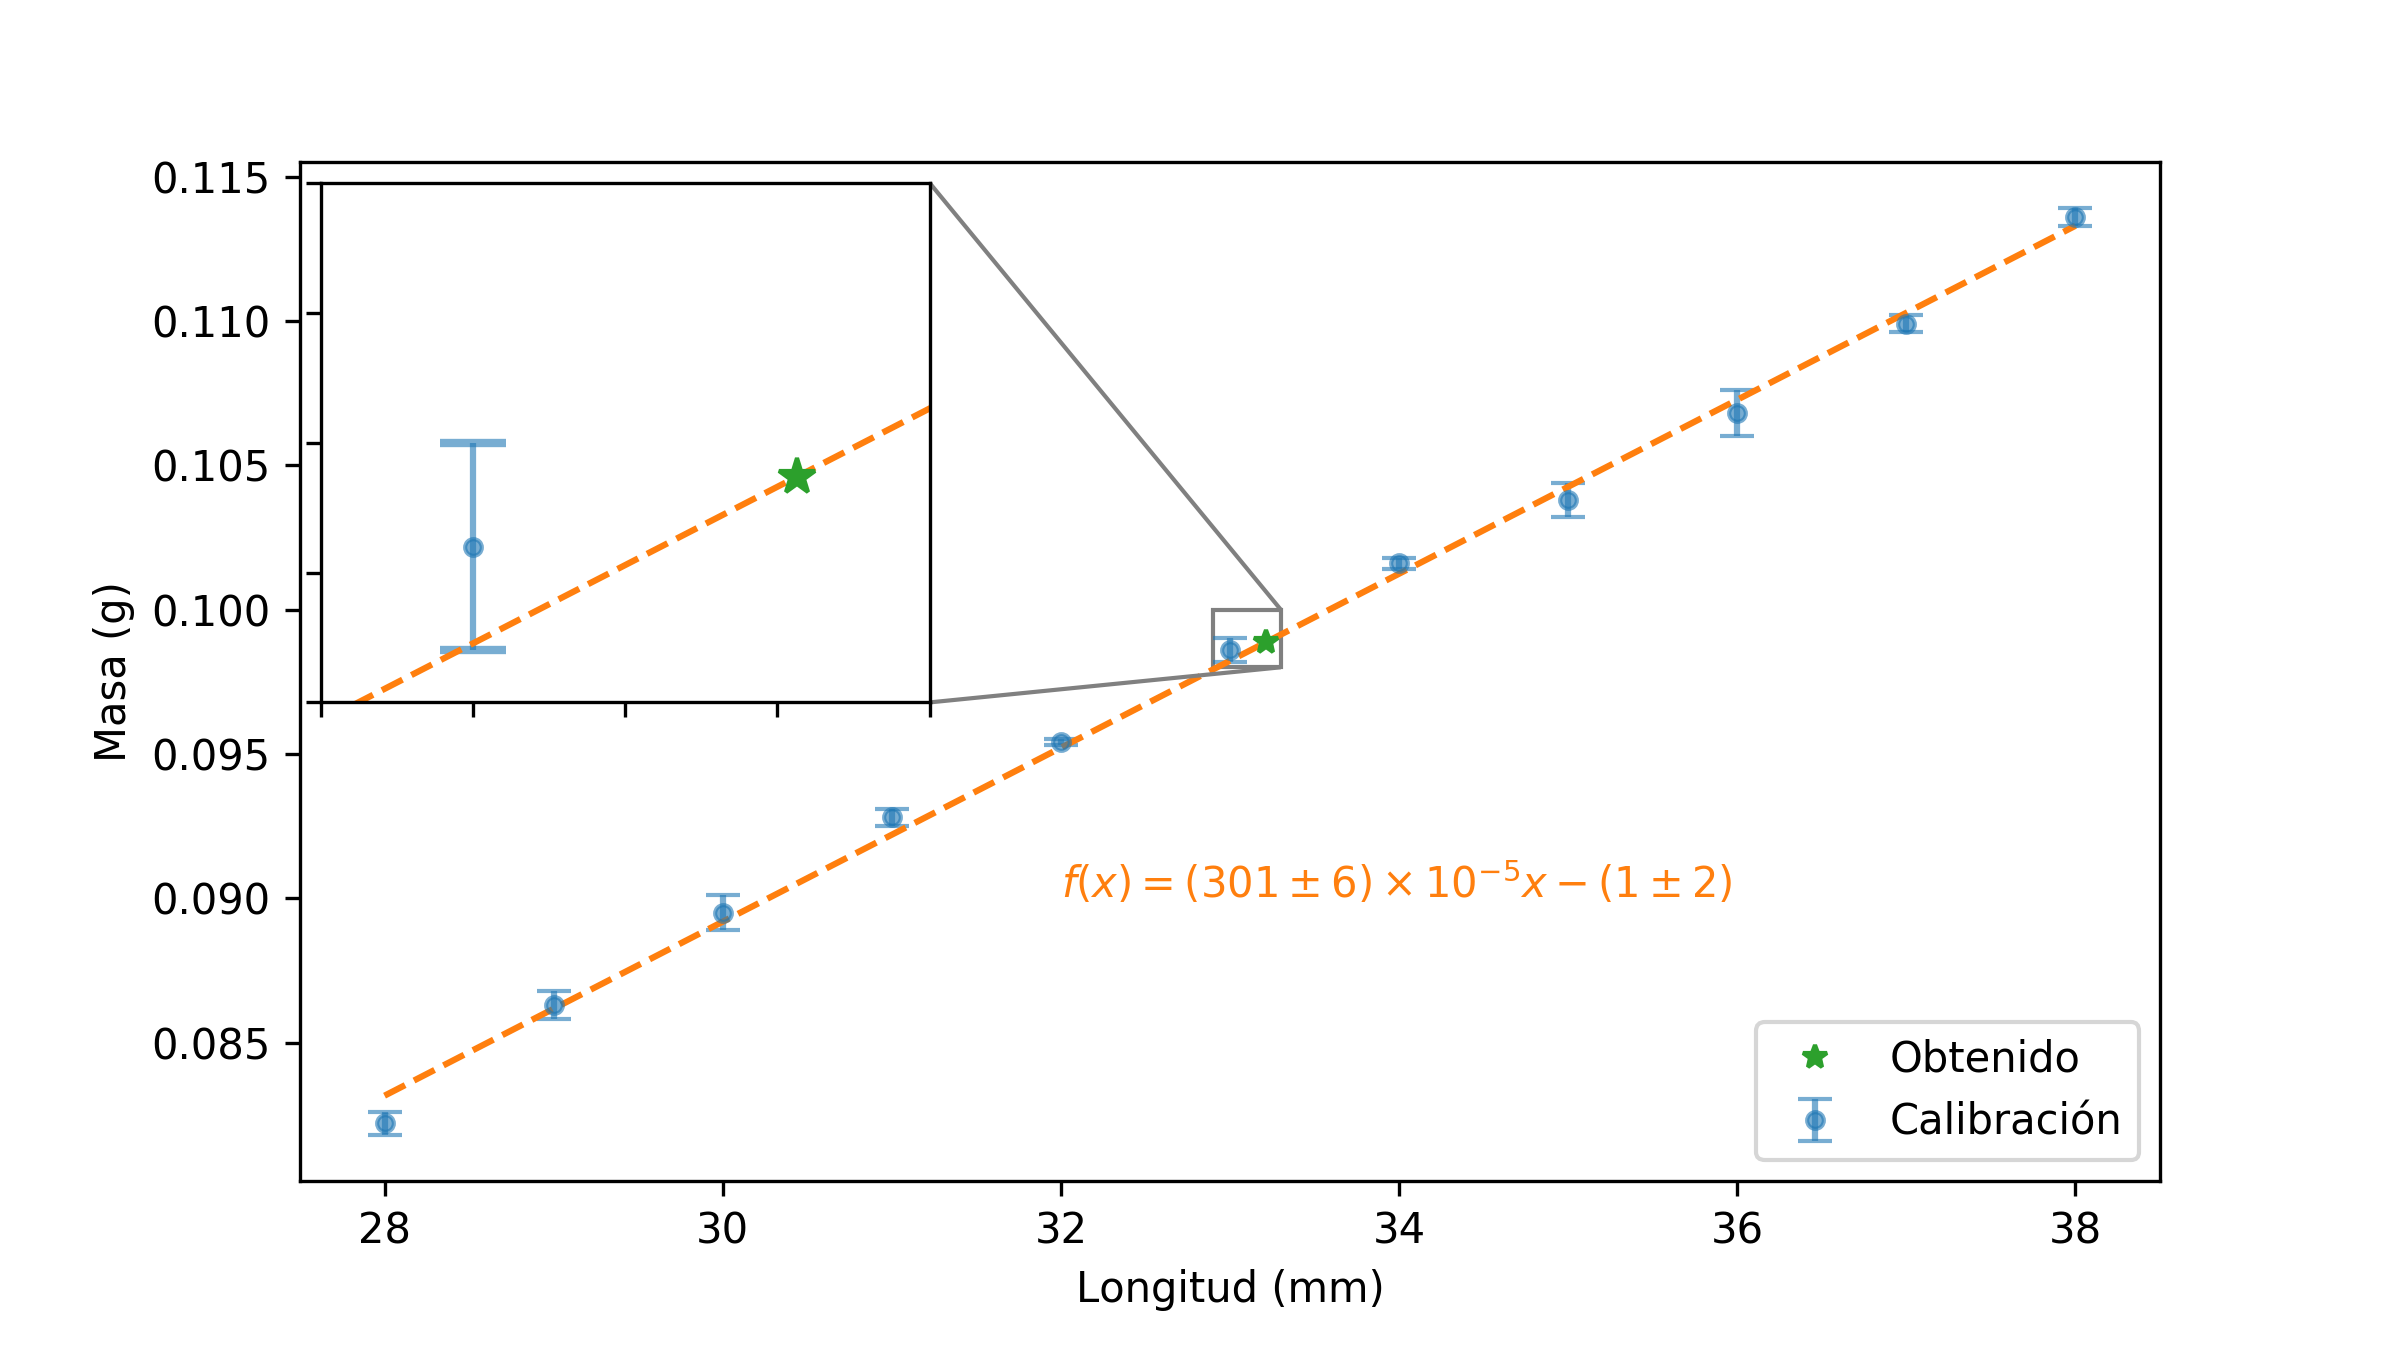 0.115
0.110
0.105
0.100
0.095
0.090
0.085
Masa (g)
f(x) = (301 ± 6) × 10⁻⁵x − (1 ± 2)
Obtenido
Calibración
28 30 32 34 36 38
Longitud (mm)